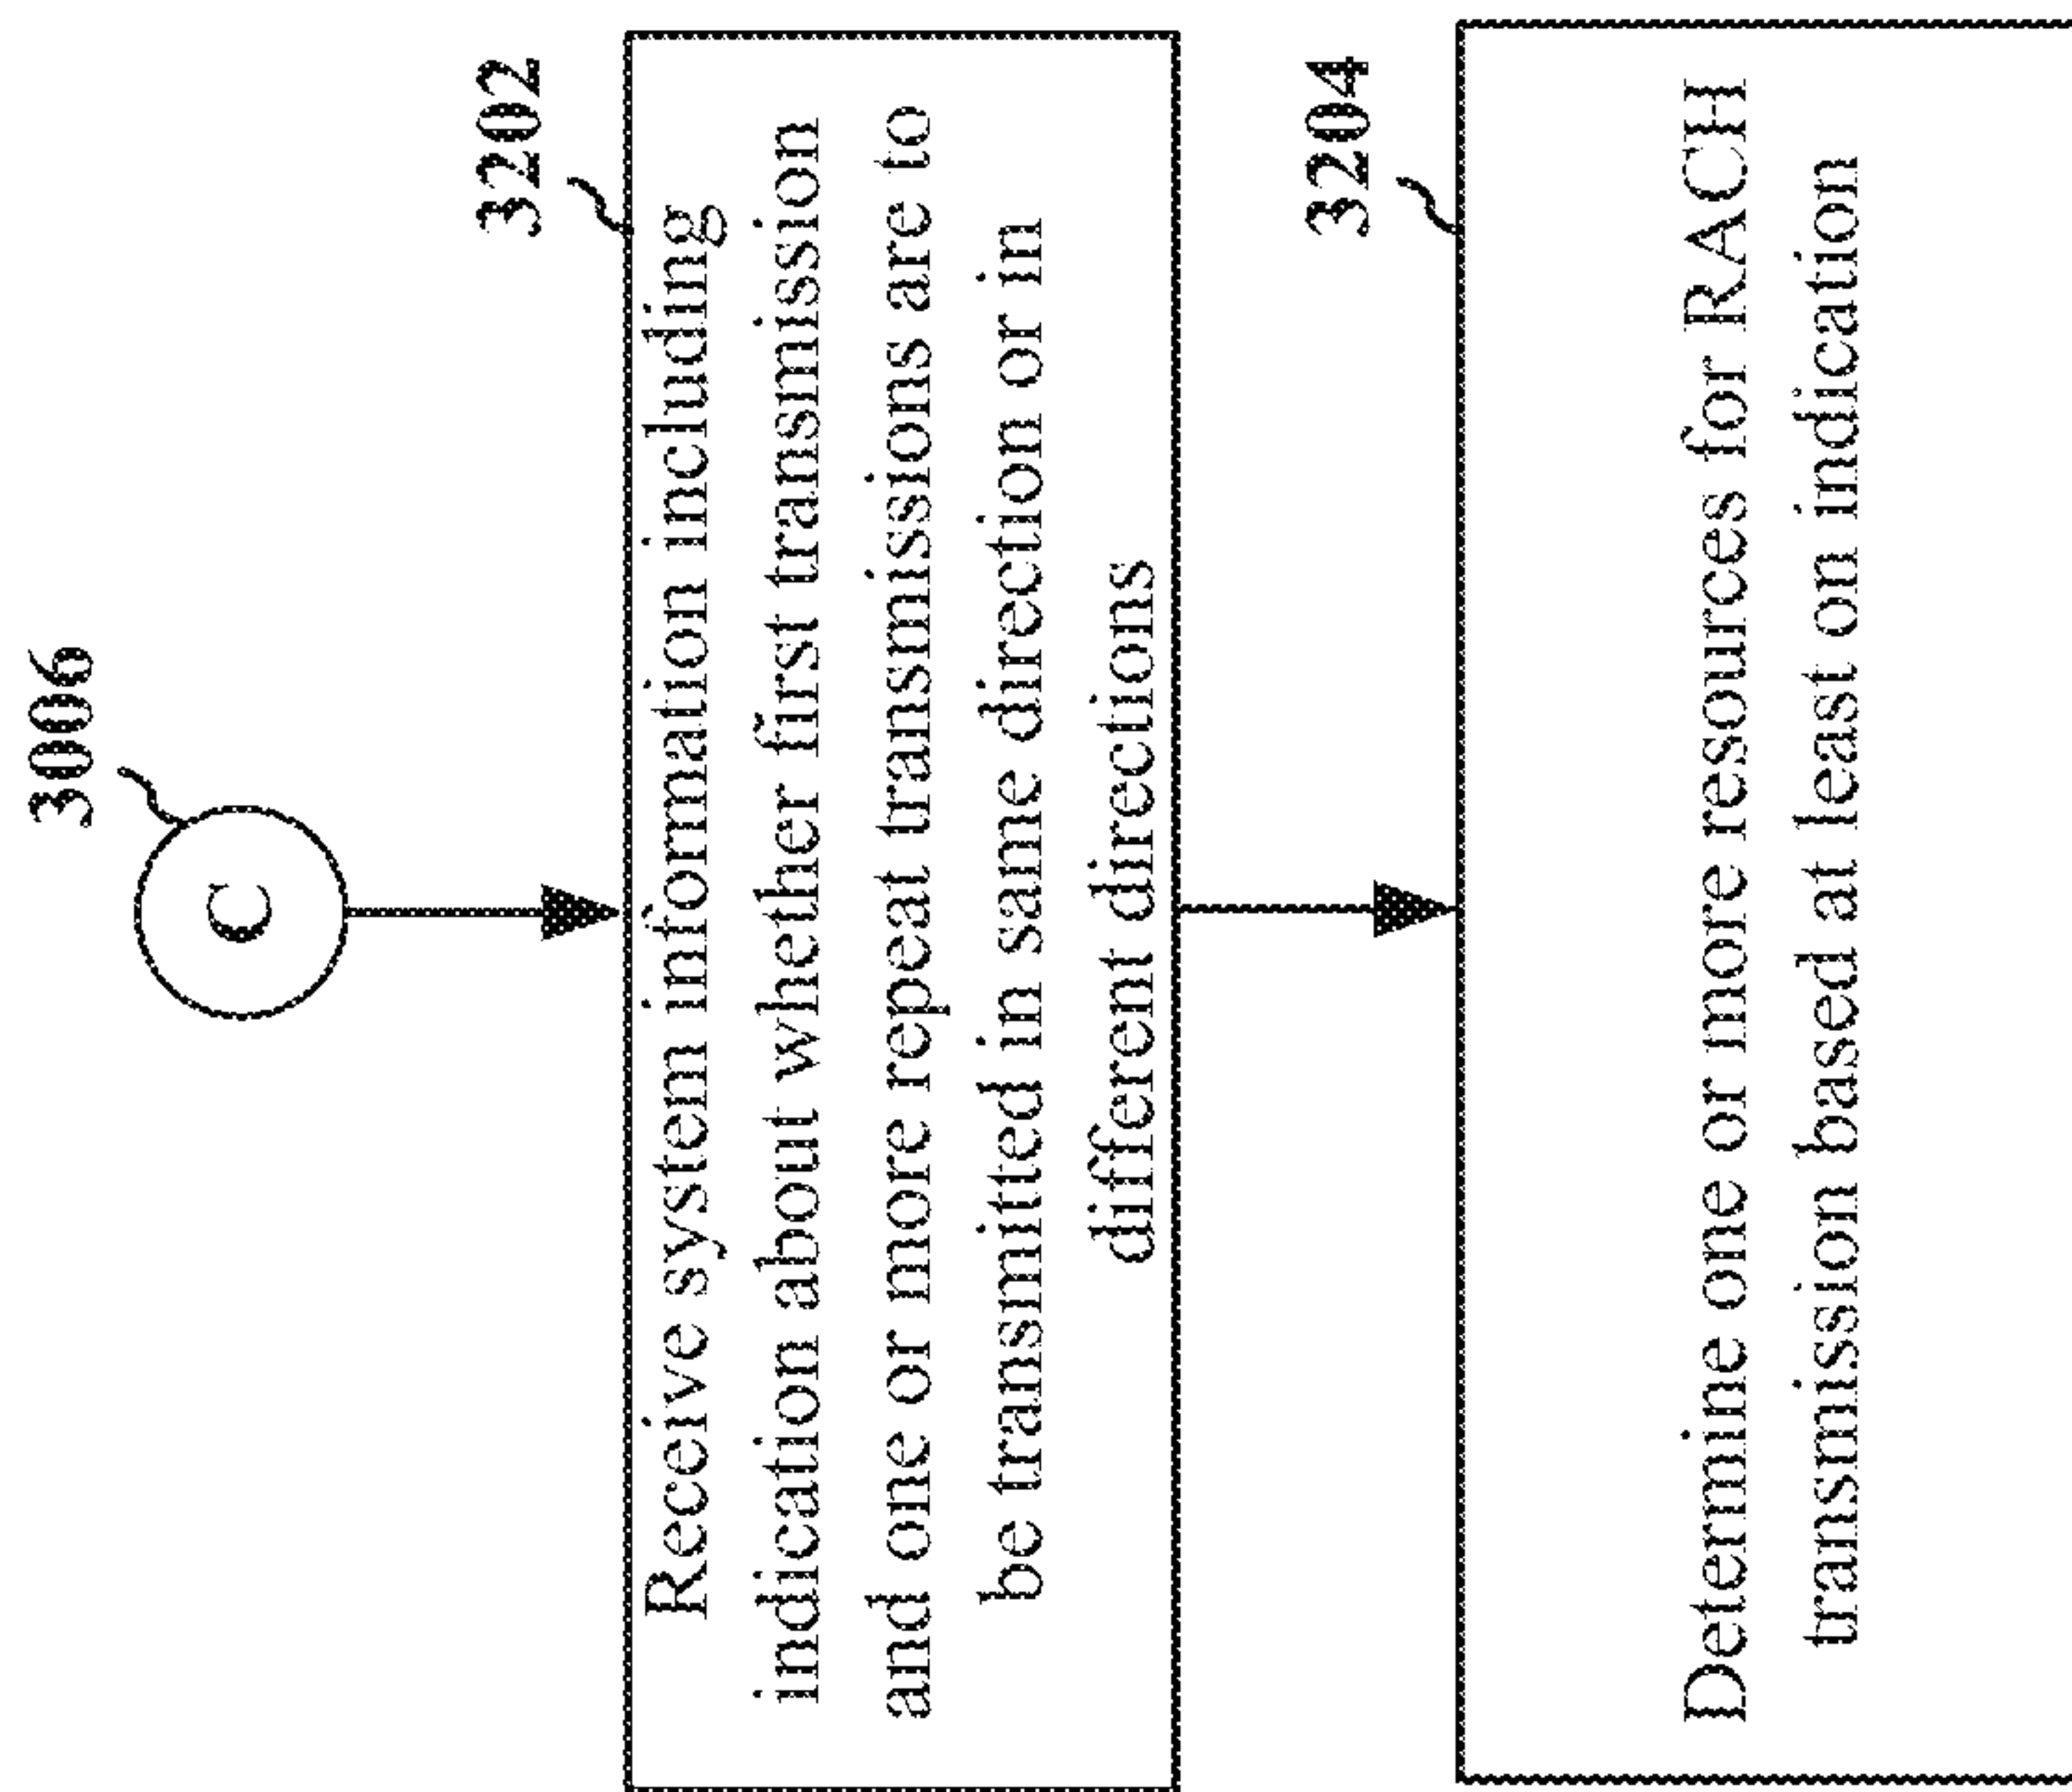 3006
C
3202
Receive system information including
indication about whether first transmission
and one or more repeat transmissions are to
be transmitted in same direction or in
different directions
3204
Determine one or more resources for RACH
transmission based at least on indication